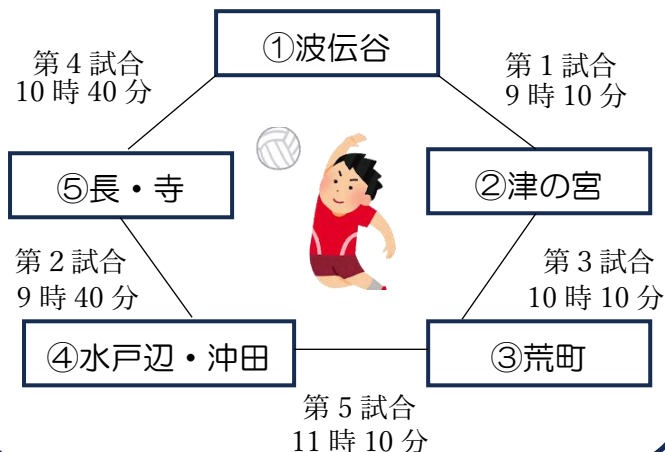 ①波伝谷
第4試合
10時40分
第1試合
9時10分
⑤長・寺
②津の宮
第2試合
9時40分
第3試合
10時10分
④水戸辺・沖田
③荒町
第5試合
11時10分